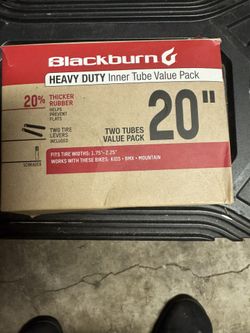 Blackburn
HEAVY DUTY Inner Tube Value Pack
20% THICKER RUBBER
HELPS PREVENT FLATS
TWO TIRE LEVERS
INCLUDED
SCHRADER
TWO TUBES
VALUE PACK
20"
FITS TIRE WIDTHS: 1.75"-2.25"
WORKS WITH THESE BIKES: KIDS • BMX • MOUNTAIN